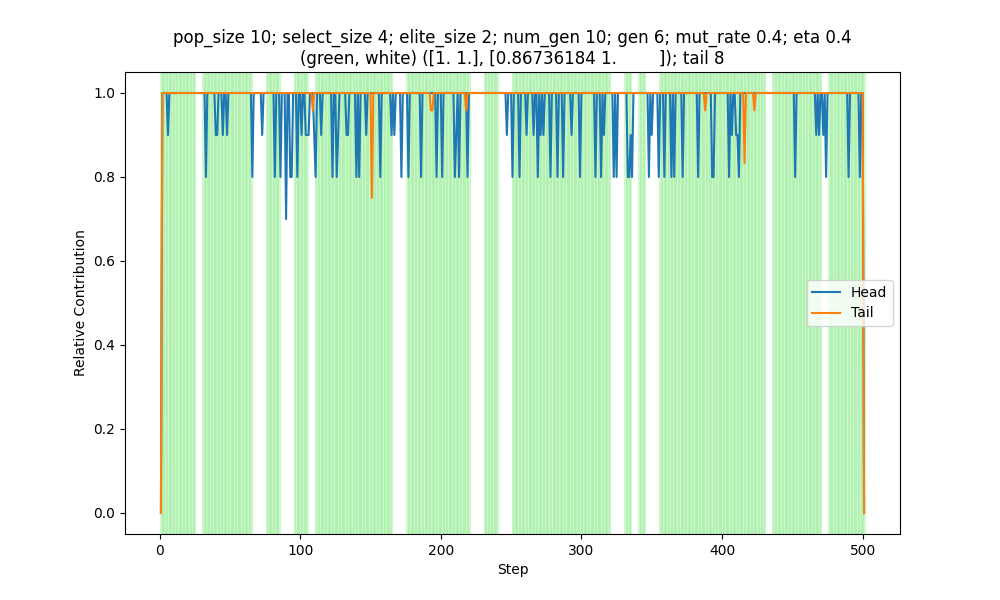 pop_size 10; select_size 4; elite_size 2; num_gen 10; gen 6; mut_rate 0.4; eta 0.4
(green, white) ([1. 1.], [0.86736184 1.         ]); tail 8
1.0
0.8
0.6
0.4
0.2
0.0
Relative Contribution
Head
Tail
0
100
200
300
400
500
Step